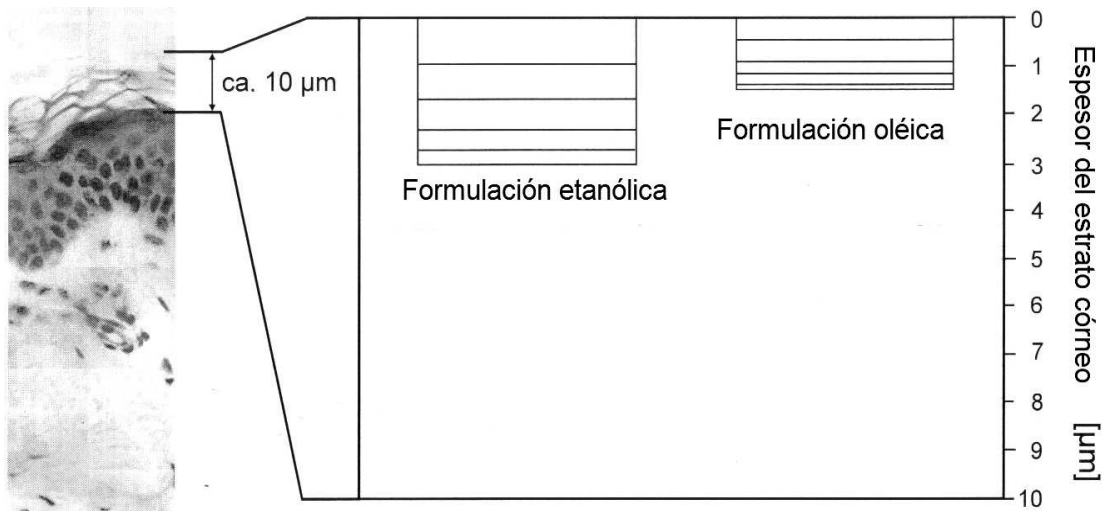 ca. 10 µm
Formulación etanólica
Formulación oléica
0
1
2
3
4
5
6
7
8
9
10
Espesor del estrato córneo [µm]